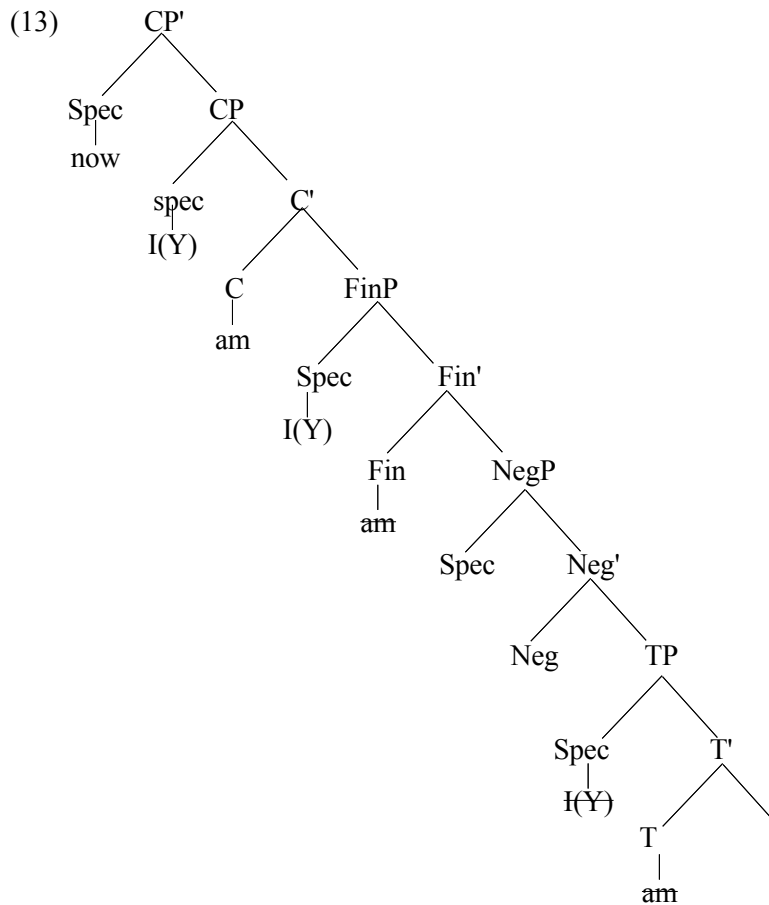 (13) CP'
Spec CP
now
spec C'
I(Y)
C FinP
am
Spec Fin'
I(Y)
Fin NegP
am
Spec Neg'
Neg TP
Spec T'
I(Y)
T
am